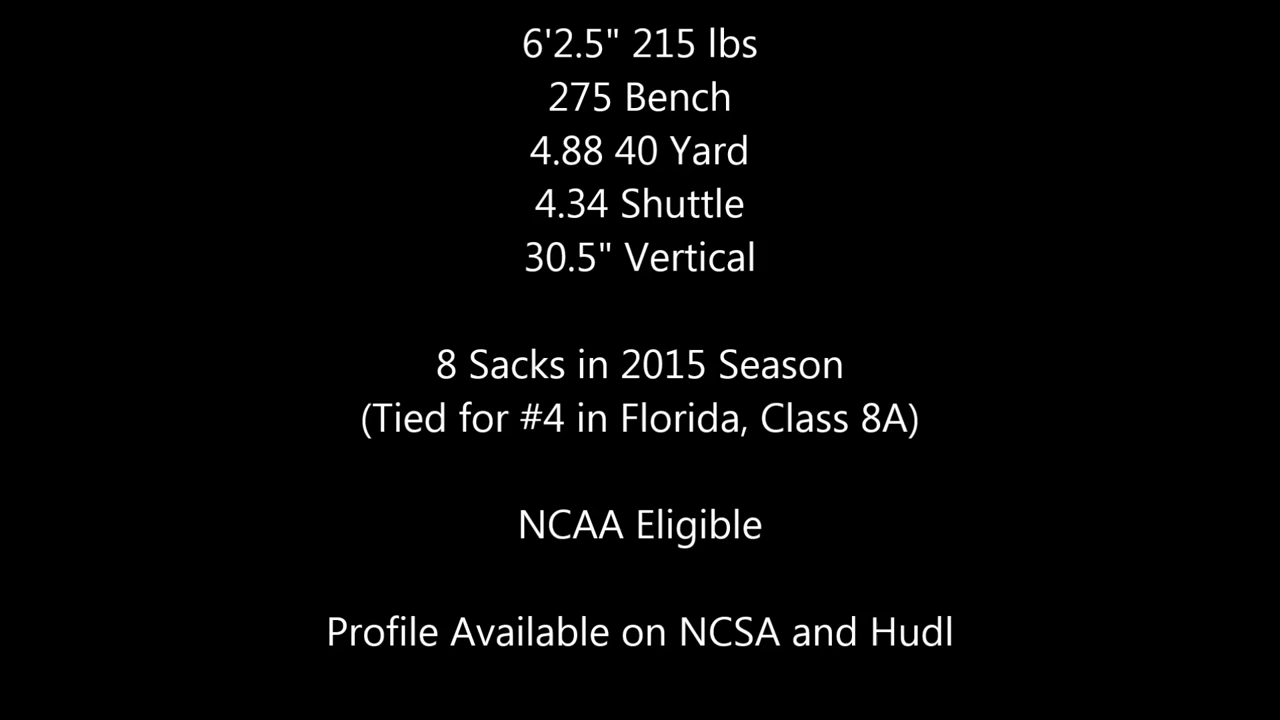 6'2.5" 215 lbs
275 Bench
4.88 40 Yard
4.34 Shuttle
30.5" Vertical
8 Sacks in 2015 Season
(Tied for #4 in Florida, Class 8A)
NCAA Eligible
Profile Available on NCSA and Hudl